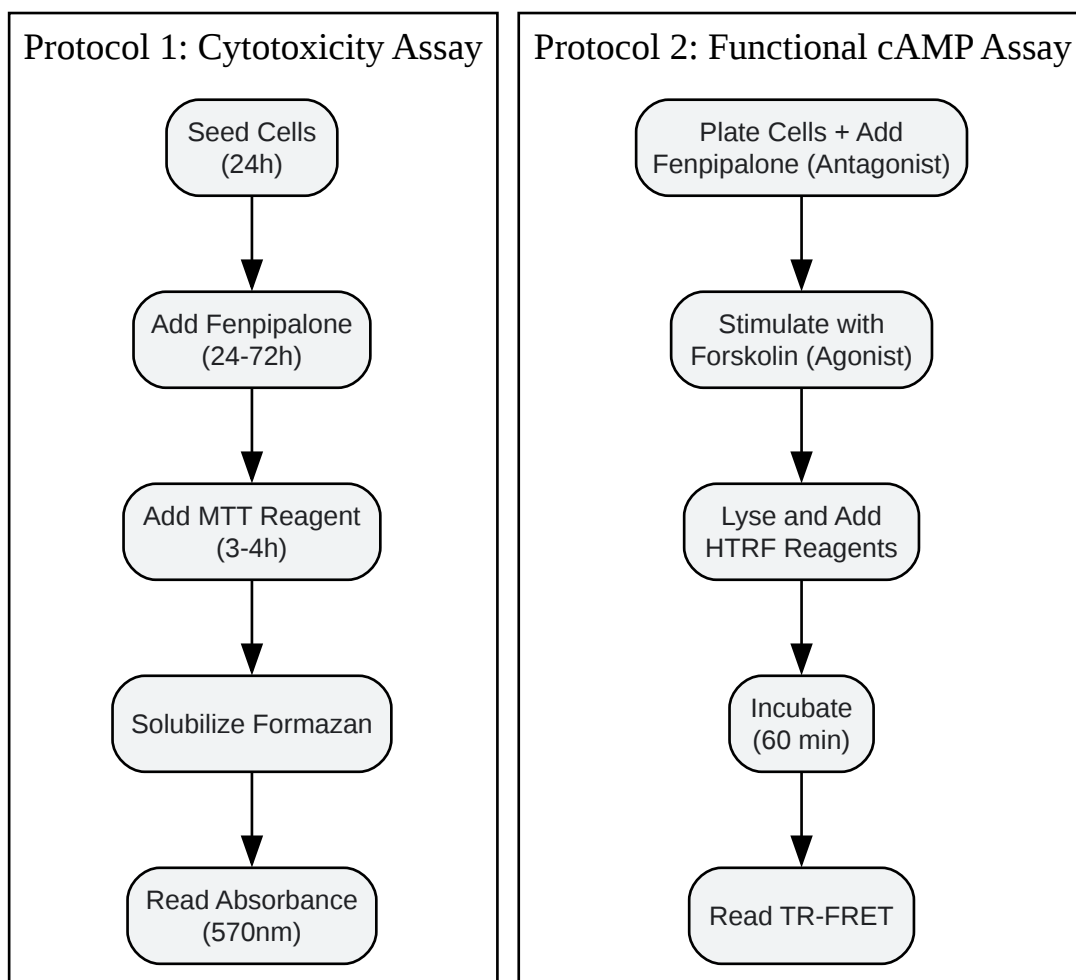 Protocol 1: Cytotoxicity Assay
Seed Cells
(24h)
Add Fenpipalone
(24-72h)
Add MTT Reagent
(3-4h)
Solubilize Formazan
Read Absorbance
(570nm)
Protocol 2: Functional cAMP Assay
Plate Cells + Add
Fenpipalone (Antagonist)
Stimulate with
Forskolin (Agonist)
Lyse and Add
HTRF Reagents
Incubate
(60 min)
Read TR-FRET